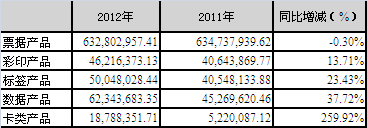 2012年 2011年 同比增减（%）
票据产品 632,802,957.41 634,737,939.62 -0.30%
彩印产品 46,216,373.13 40,643,869.77 13.71%
标签产品 50,048,028.44 40,548,133.88 23.43%
数据产品 62,343,683.35 45,269,620.46 37.72%
卡类产品 18,788,351.71 5,220,087.12 259.92%